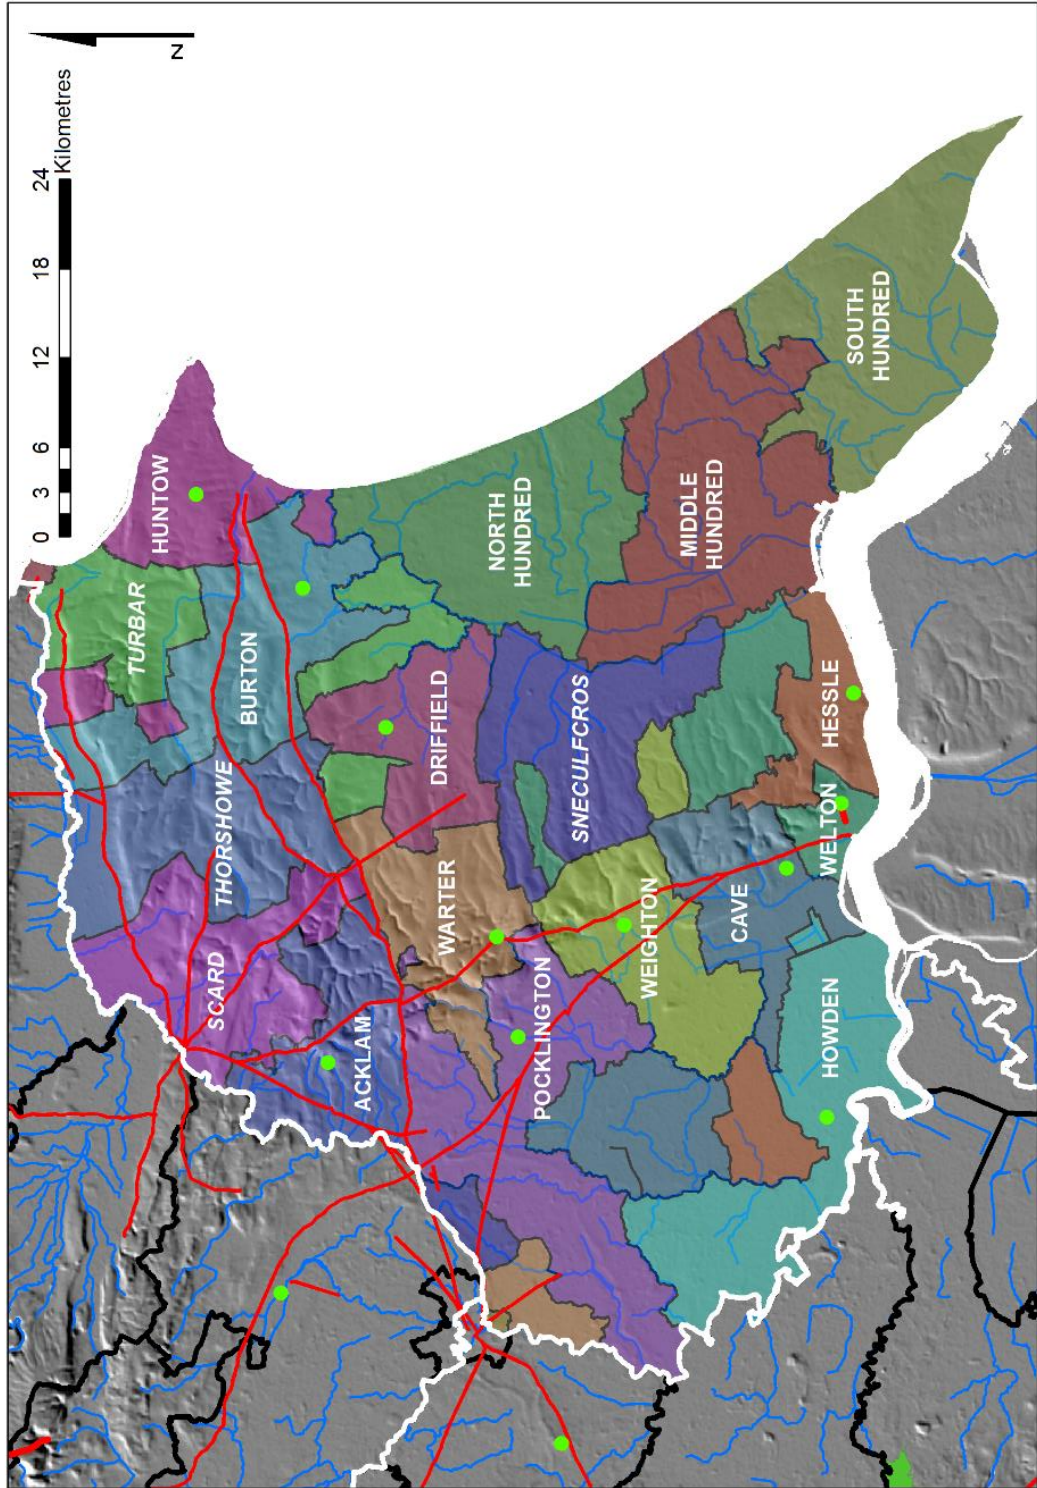 0 3 6 12 18 24
Kilometres
N
HUNTOW
TURBAR
BURTON
THORSHOWE
SCARD
ACKLAM
DRIFFIELD
WARTER
NORTH
HUNDRED
SNECULFCROS
POCKLINGTON
WEIGHTON
MIDDLE
HUNDRED
CAVE
WELTON
HESSLE
HOWDEN
SOUTH
HUNDRED